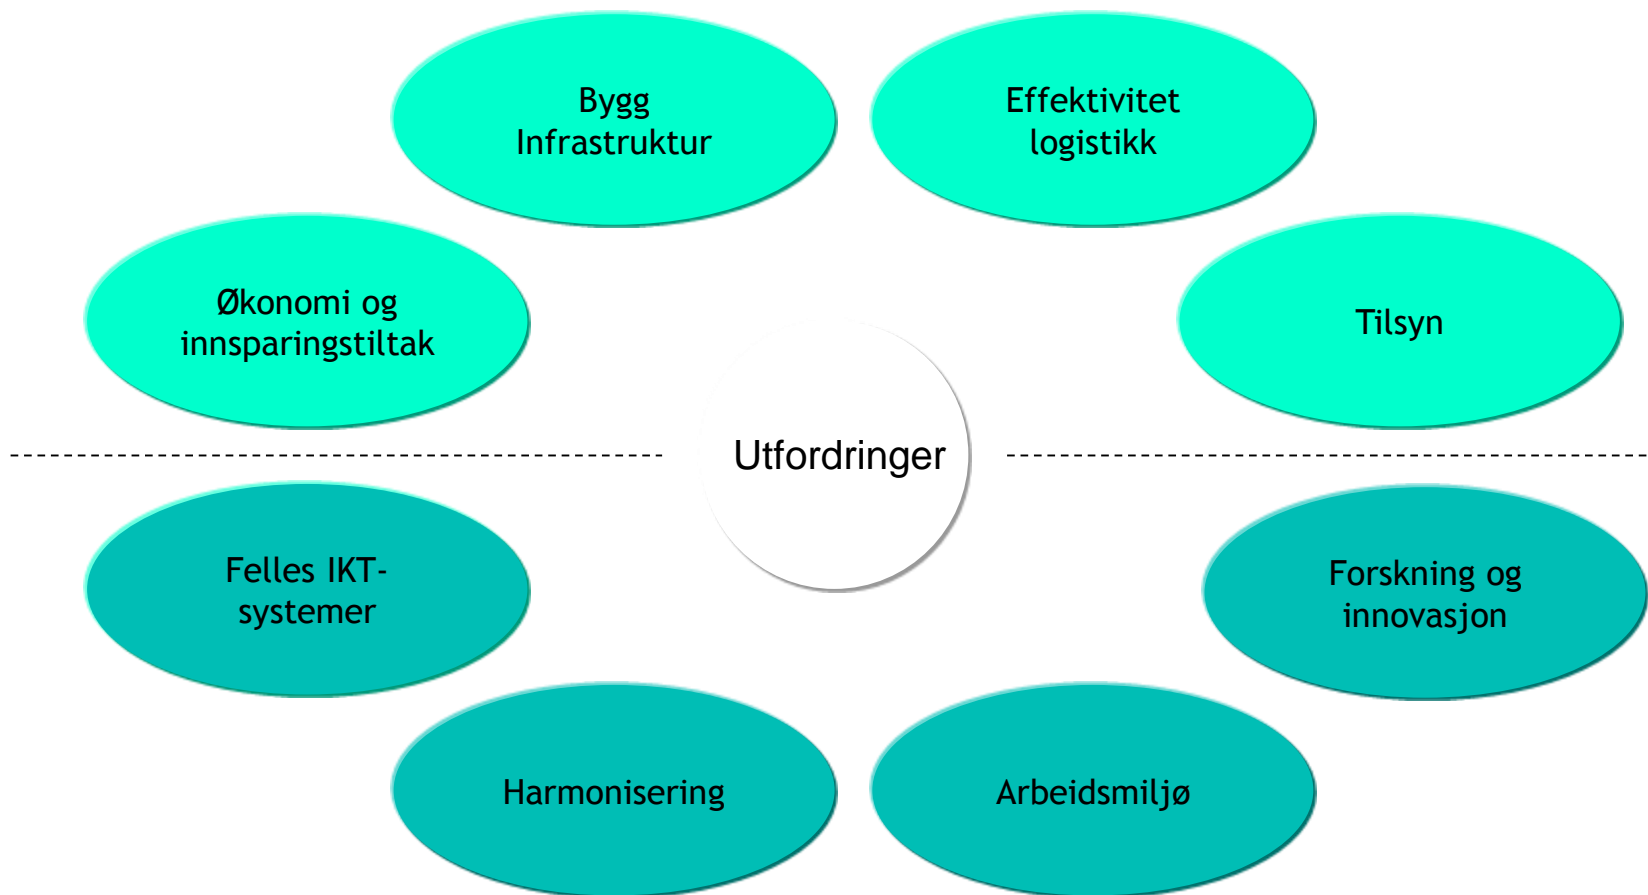 Bygg
Infrastruktur
Effektivitet
logistikk
Økonomi og
innsparingstiltak
Tilsyn
Utfordringer
Felles IKT-
systemer
Forskning og
innovasjon
Harmonisering
Arbeidsmiljø